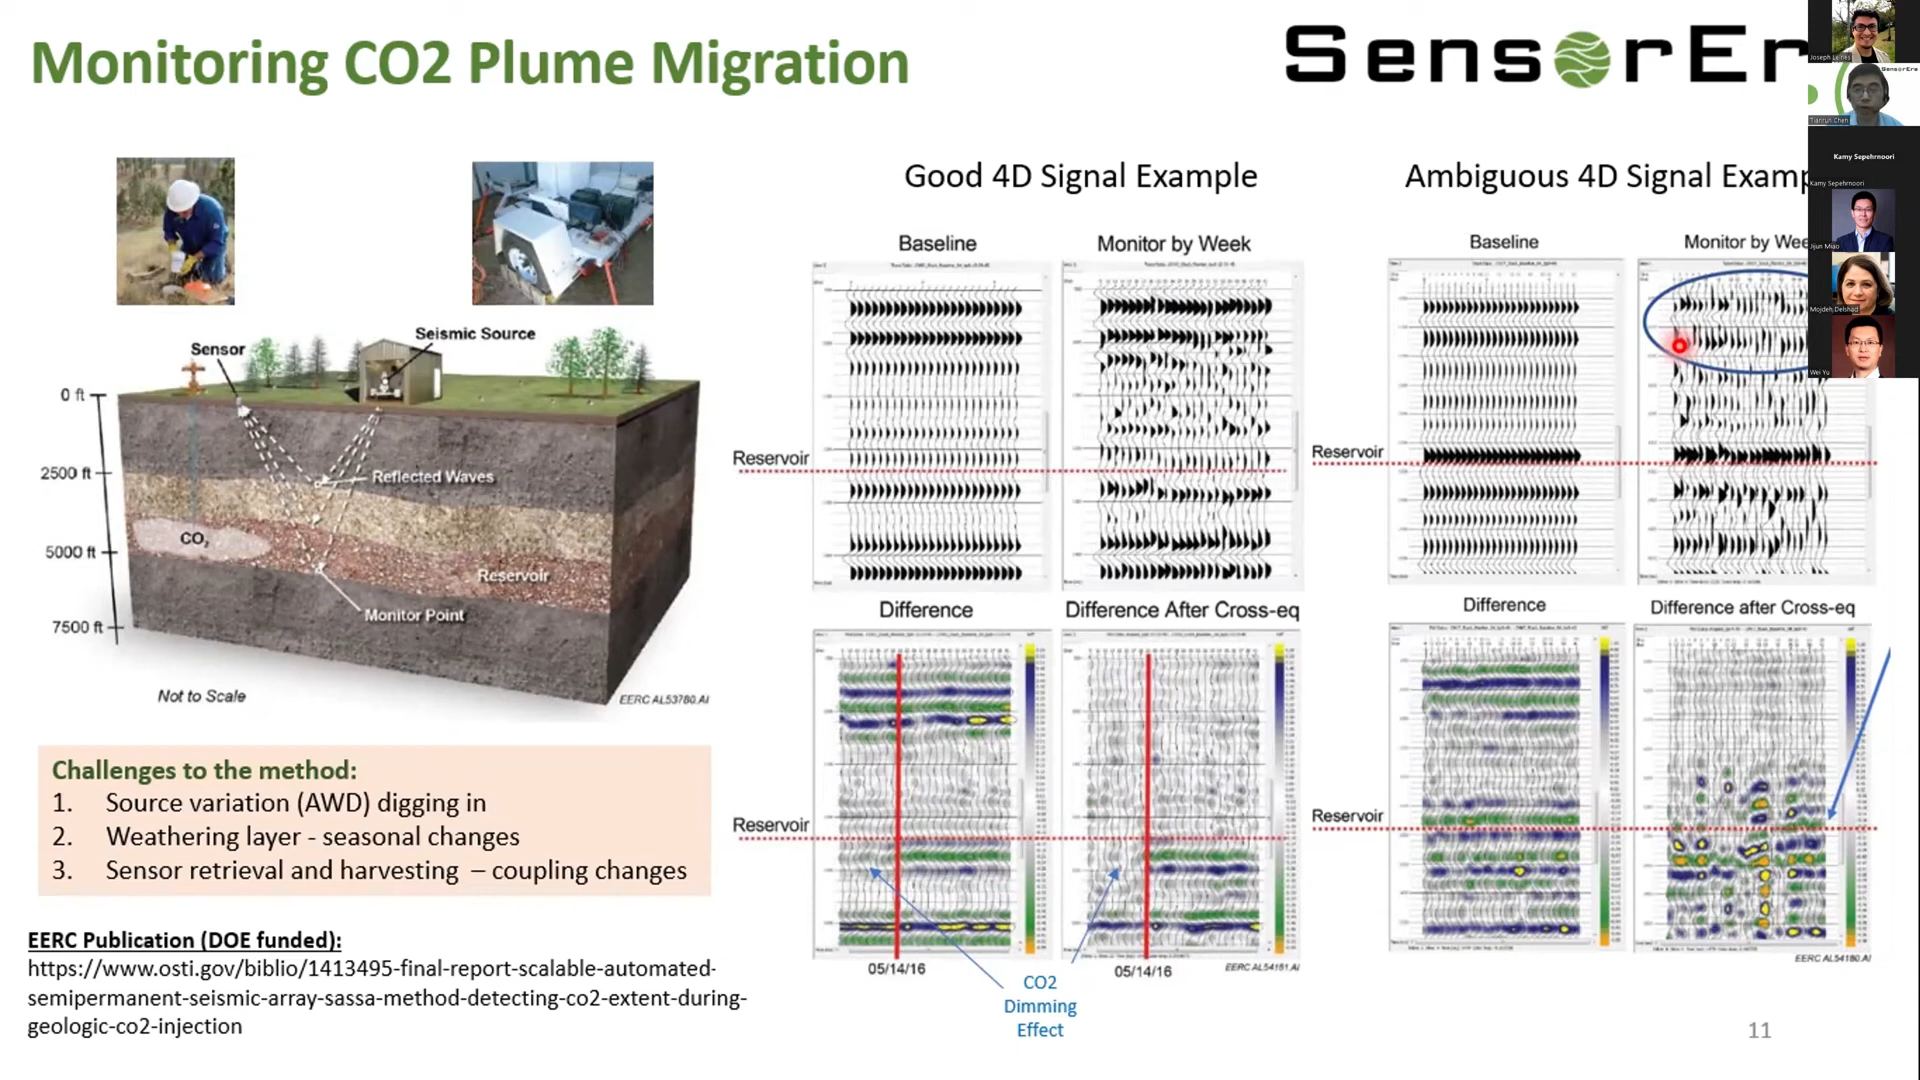 Monitoring CO2 Plume Migration
SensorEr
Joseph Leines
SensorEra
Tianrun Chen
Kamy Sepehrnoori
Kamy Sepehrnoori
Jijun Miao
Mojdeh Delshad
Wei Yu
Good 4D Signal Example
Ambiguous 4D Signal Examp
Baseline
Monitor by Week
Baseline
Monitor by Wee
Seismic Source
Sensor
0 ft
2500 ft
5000 ft
7500 ft
Reflected Waves
CO2
Reservoir
Monitor Point
Not to Scale
EERC AL53780.AI
Reservoir
Reservoir
Difference
Difference After Cross-eq
Difference
Difference after Cross-eq
Reservoir
Reservoir
05/14/16
05/14/16
EERC AL54161.AI
EERC AL54180.AI
CO2
Dimming
Effect
Challenges to the method:
1. Source variation (AWD) digging in
2. Weathering layer - seasonal changes
3. Sensor retrieval and harvesting – coupling changes
EERC Publication (DOE funded):
https://www.osti.gov/biblio/1413495-final-report-scalable-automated-
semipermanent-seismic-array-sassa-method-detecting-co2-extent-during-
geologic-co2-injection
11